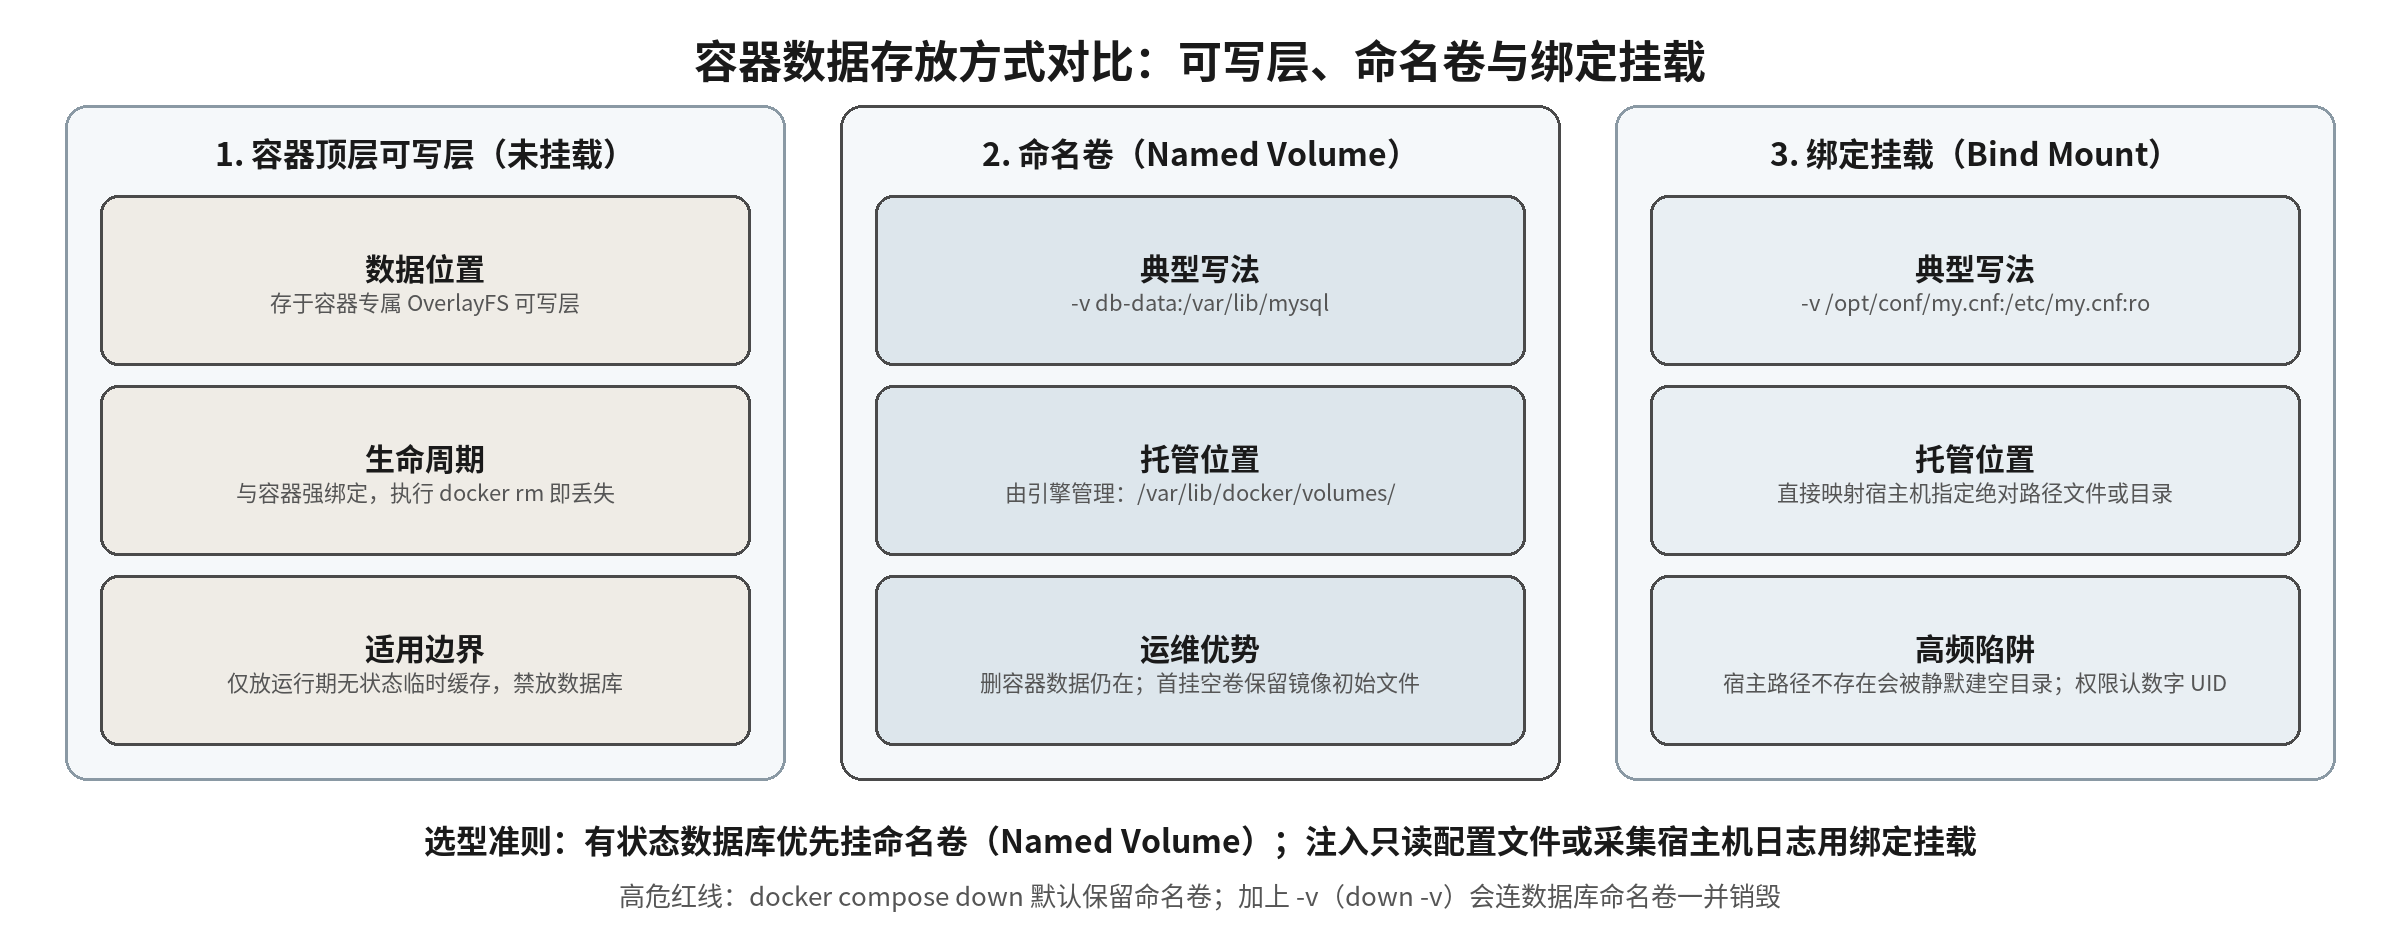 容器数据存放方式对比：可写层、命名卷与绑定挂载
1. 容器顶层可写层（未挂载）
数据位置
存于容器专属 OverlayFS 可写层
生命周期
与容器强绑定，执行 docker rm 即丢失
适用边界
仅放运行期无状态临时缓存，禁放数据库
2. 命名卷（Named Volume）
典型写法
-v db-data:/var/lib/mysql
托管位置
由引擎管理：/var/lib/docker/volumes/
运维优势
删容器数据仍在；首挂空卷保留镜像初始文件
3. 绑定挂载（Bind Mount）
典型写法
-v /opt/conf/my.cnf:/etc/my.cnf:ro
托管位置
直接映射宿主机指定绝对路径文件或目录
高频陷阱
宿主路径不存在会被静默建空目录；权限认数字 UID
选型准则：有状态数据库优先挂命名卷（Named Volume）；注入只读配置文件或采集宿主机日志用绑定挂载
高危红线：docker compose down 默认保留命名卷；加上 -v（down -v）会连数据库命名卷一并销毁